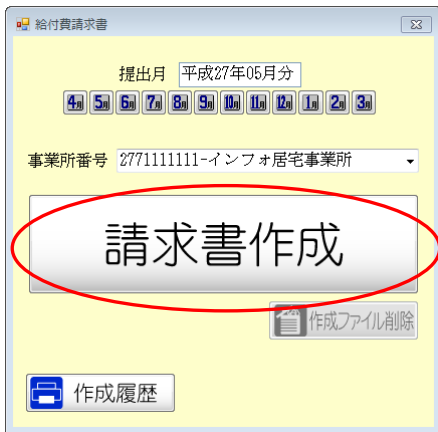 給付費請求書
提出月 平成27年05月分
4月 5月 6月 7月 8月 9月 10月 11月 12月 1月 2月 3月
事業所番号 2771111111-インフォ居宅事業所
請求書作成
作成ファイル削除
作成履歴